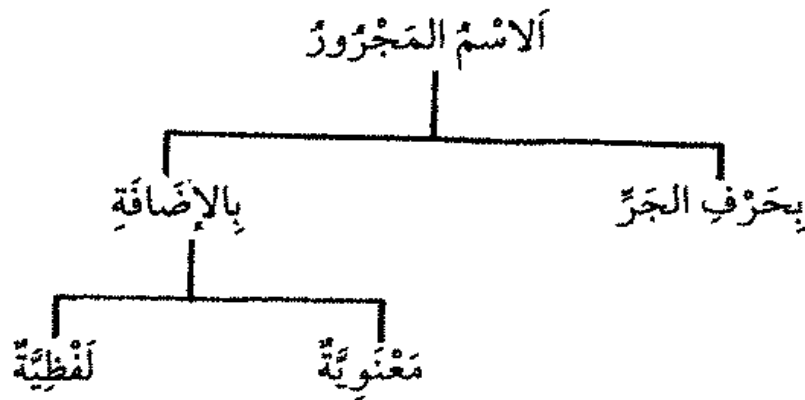 اَلاسْمُ المَجْرُورُ
بِحَرْفِ الجَرِّ
بِالإِضَافَةِ
مَعْنَوِيَّةٌ
لَفْظِيَّةٌ